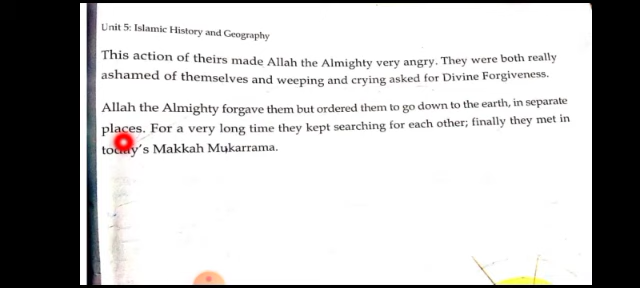 Unit 5: Islamic History and Geography
This action of theirs made Allah the Almighty very angry. They were both really
ashamed of themselves and weeping and crying asked for Divine Forgiveness.
Allah the Almighty forgave them but ordered them to go down to the earth, in separate
places. For a very long time they kept searching for each other; finally they met in
today's Makkah Mukarrama.